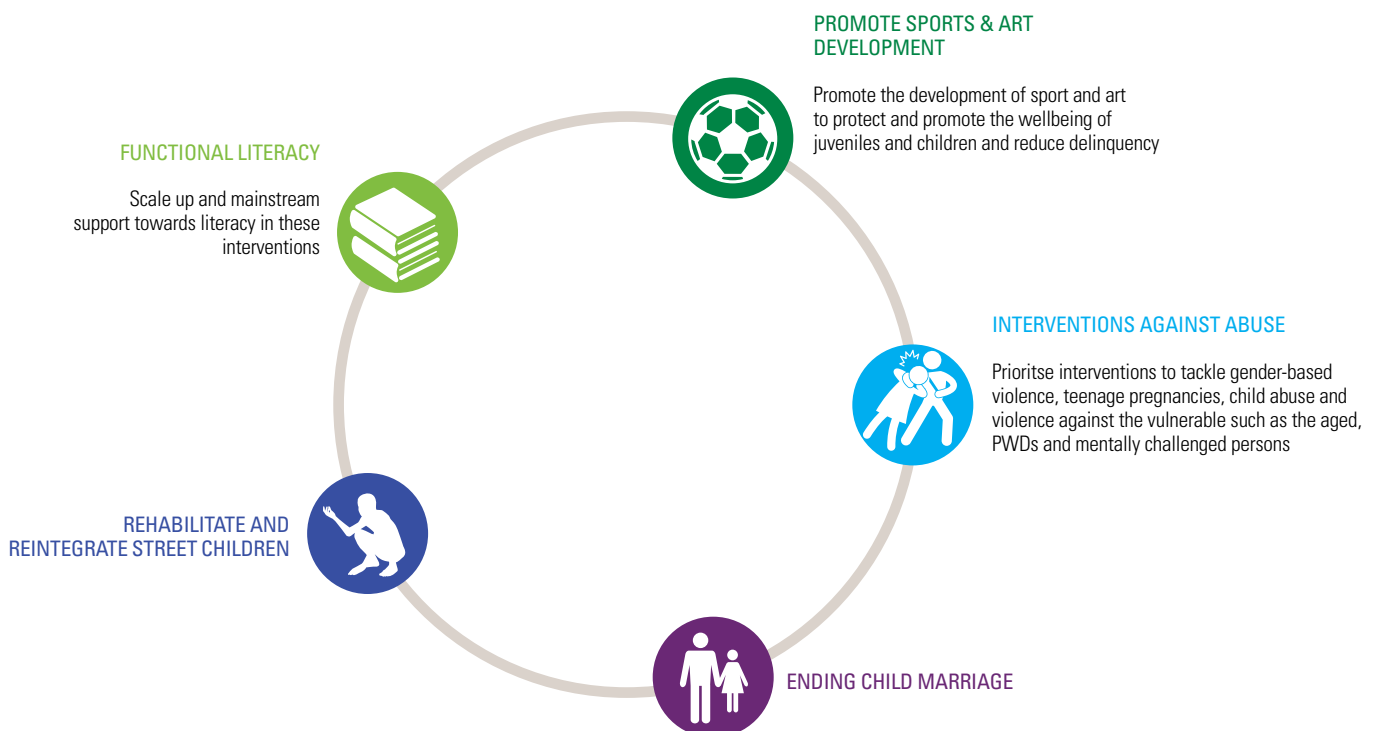 PROMOTE SPORTS & ART
DEVELOPMENT
Promote the development of sport and art
to protect and promote the wellbeing of
juveniles and children and reduce delinquency
FUNCTIONAL LITERACY
Scale up and mainstream
support towards literacy in these
interventions
INTERVENTIONS AGAINST ABUSE
Prioritse interventions to tackle gender-based
violence, teenage pregnancies, child abuse and
violence against the vulnerable such as the aged,
PWDs and mentally challenged persons
REHABILITATE AND
REINTEGRATE STREET CHILDREN
ENDING CHILD MARRIAGE